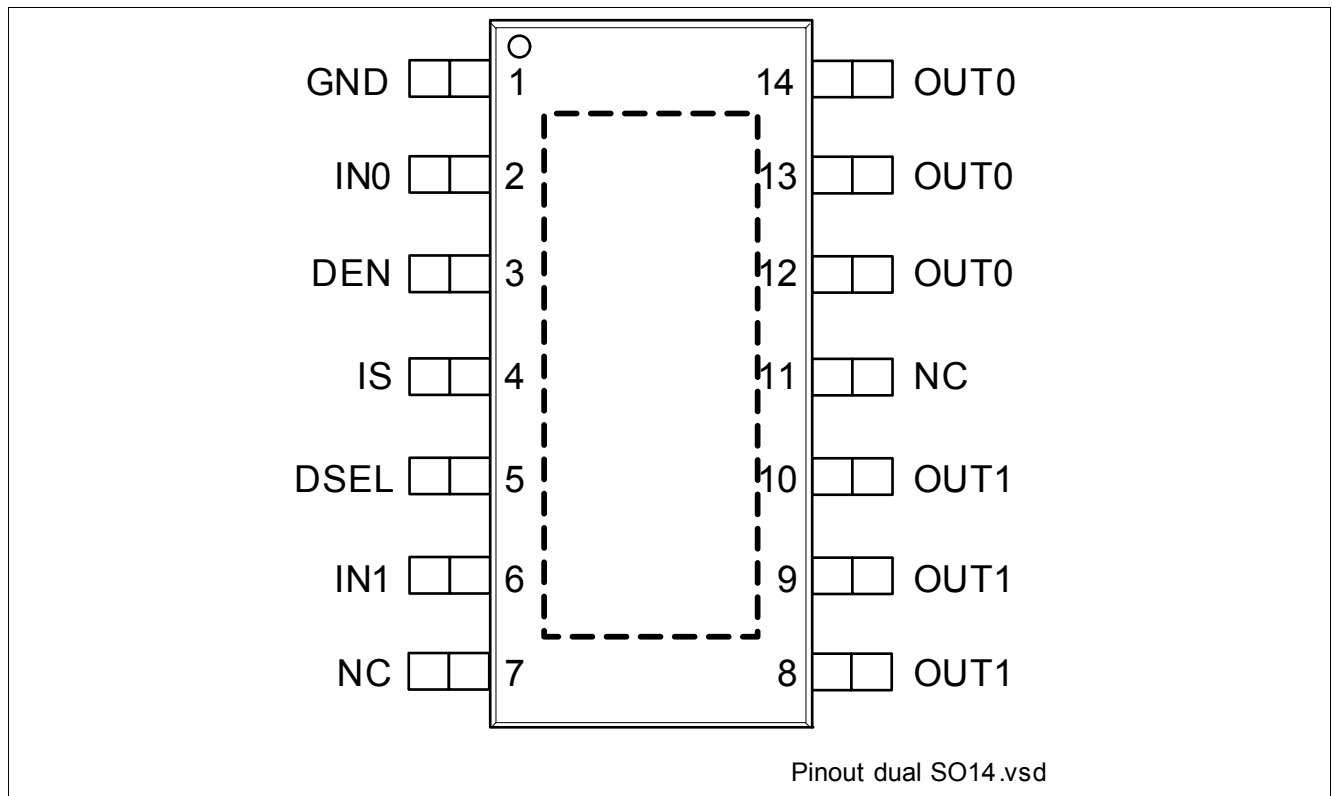 GND 1 14 OUT0
IN0 2 13 OUT0
DEN 3 12 OUT0
IS 4 11 NC
DSEL 5 10 OUT1
IN1 6 9 OUT1
NC 7 8 OUT1
Pinout dual SO14.vsd